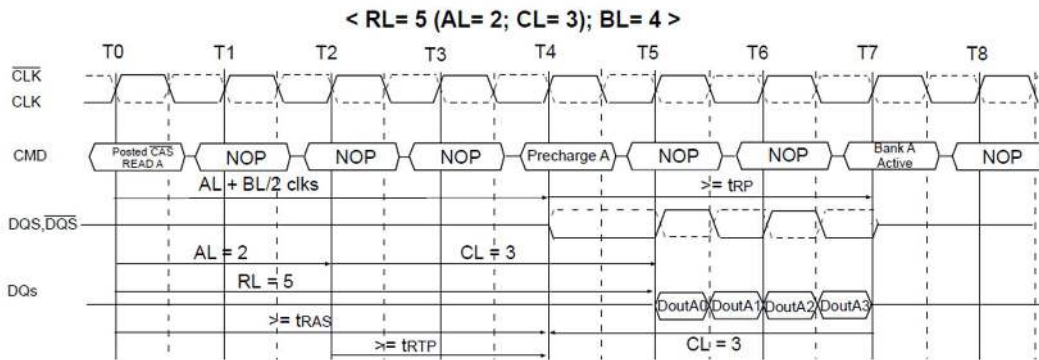 < RL= 5 (AL= 2; CL= 3); BL= 4 >
T0 T1 T2 T3 T4 T5 T6 T7 T8
CLK
CLK
CMD Posted CAS READ A NOP NOP NOP Precharge A NOP NOP Bank A Active NOP
AL + BL/2 clks >= tRP
DQS,DQS
AL = 2 CL = 3
RL = 5
DQs DoutA0 DoutA1 DoutA2 DoutA3
>= tRAS
>= tRTP CL = 3